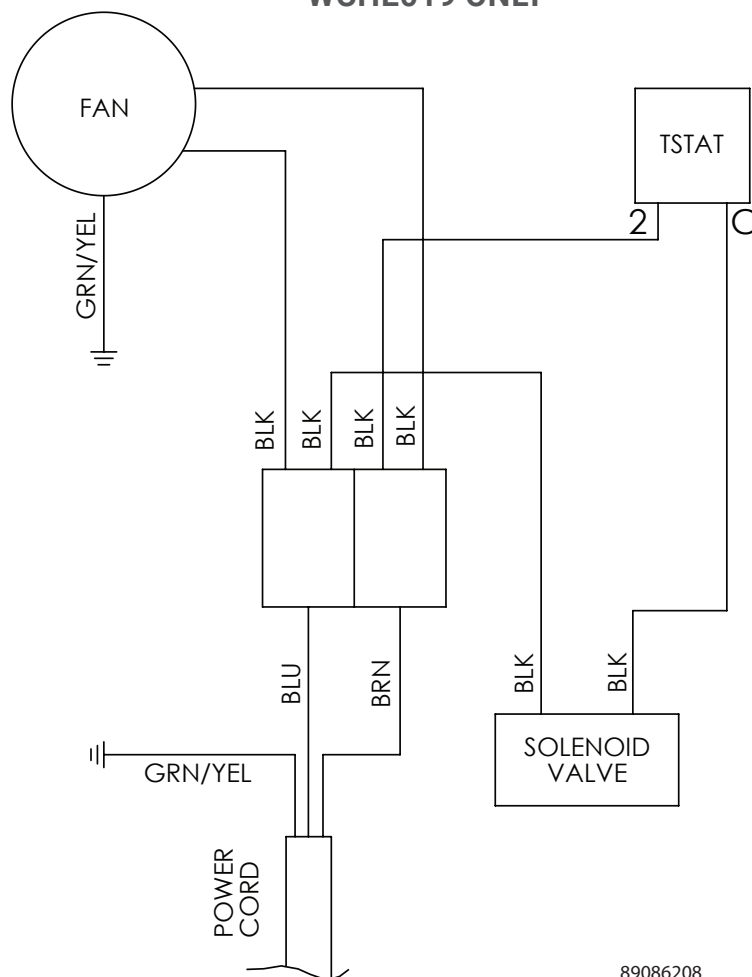 FAN
TSTAT
2
C
GRN/YEL
BLK
BLK
BLK
BLK
BLU
BRN
BLK
BLK
GRN/YEL
SOLENOID
VALVE
POWER
CORD
89086208